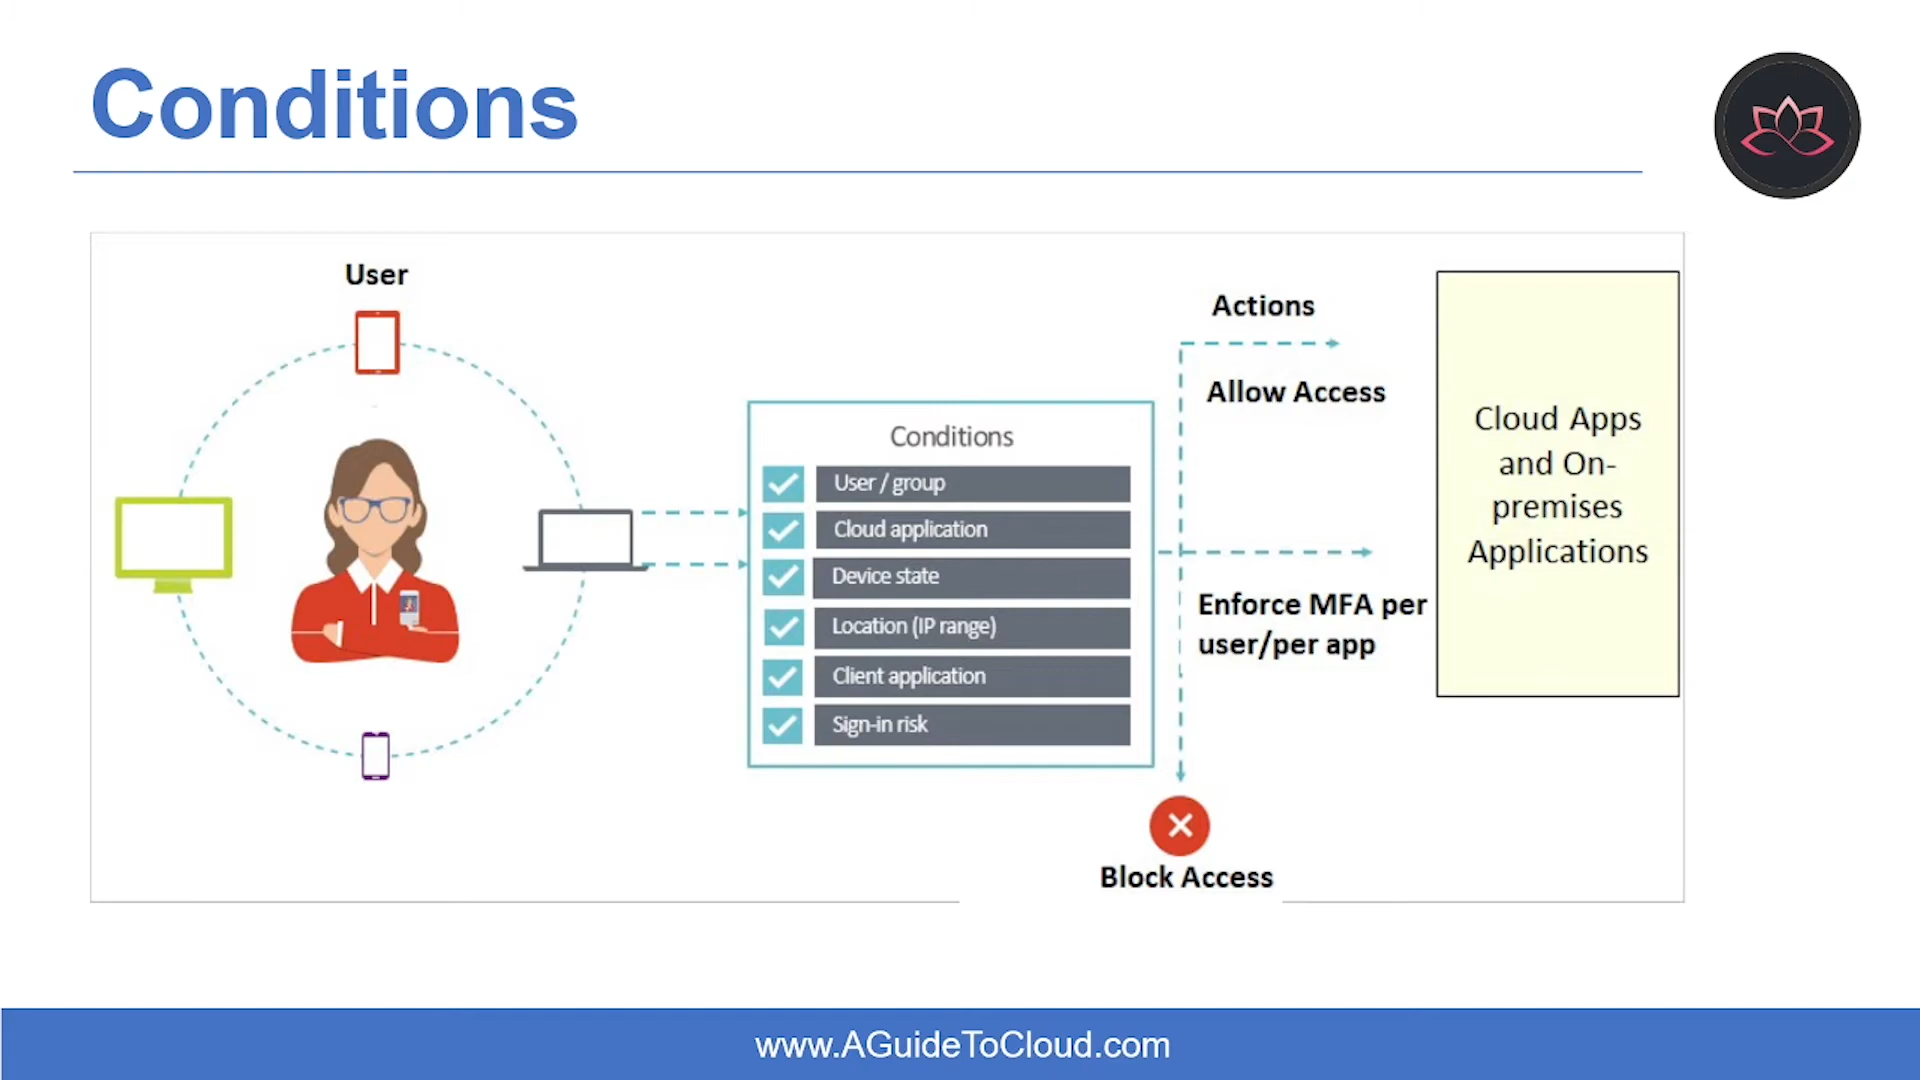 Conditions
User
Conditions
User / group
Cloud application
Device state
Location (IP range)
Client application
Sign-in risk
Actions
Allow Access
Enforce MFA per
user/per app
Block Access
Cloud Apps
and On-
premises
Applications
www.AGuideToCloud.com